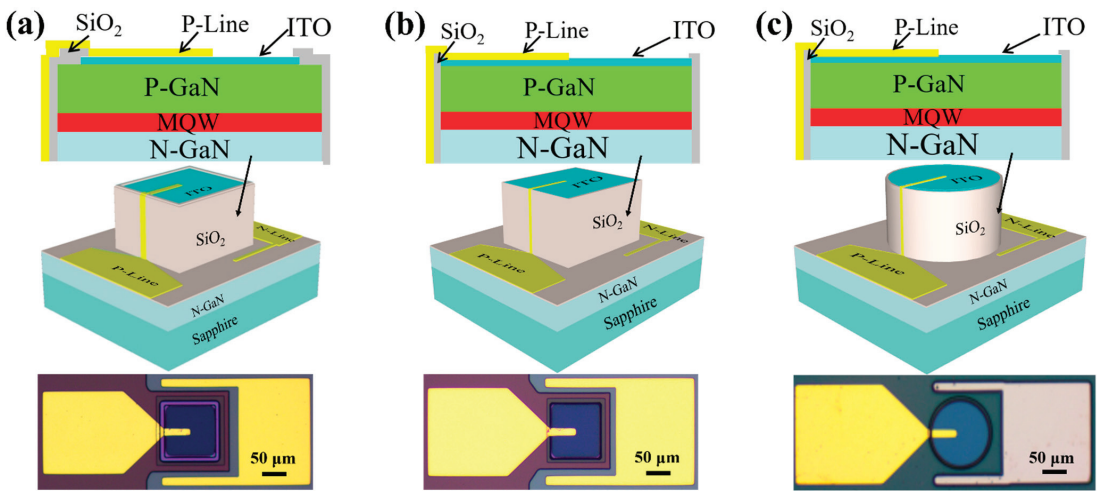 (a)
SiO₂
P-Line
ITO
P-GaN
MQW
N-GaN
ITO
SiO₂
N-Line
P-Line
N-GaN
Sapphire
50 μm
(b)
SiO₂
P-Line
ITO
P-GaN
MQW
N-GaN
ITO
SiO₂
N-Line
P-Line
N-GaN
Sapphire
50 μm
(c)
SiO₂
P-Line
ITO
P-GaN
MQW
N-GaN
ITO
SiO₂
N-Line
P-Line
N-GaN
Sapphire
50 μm